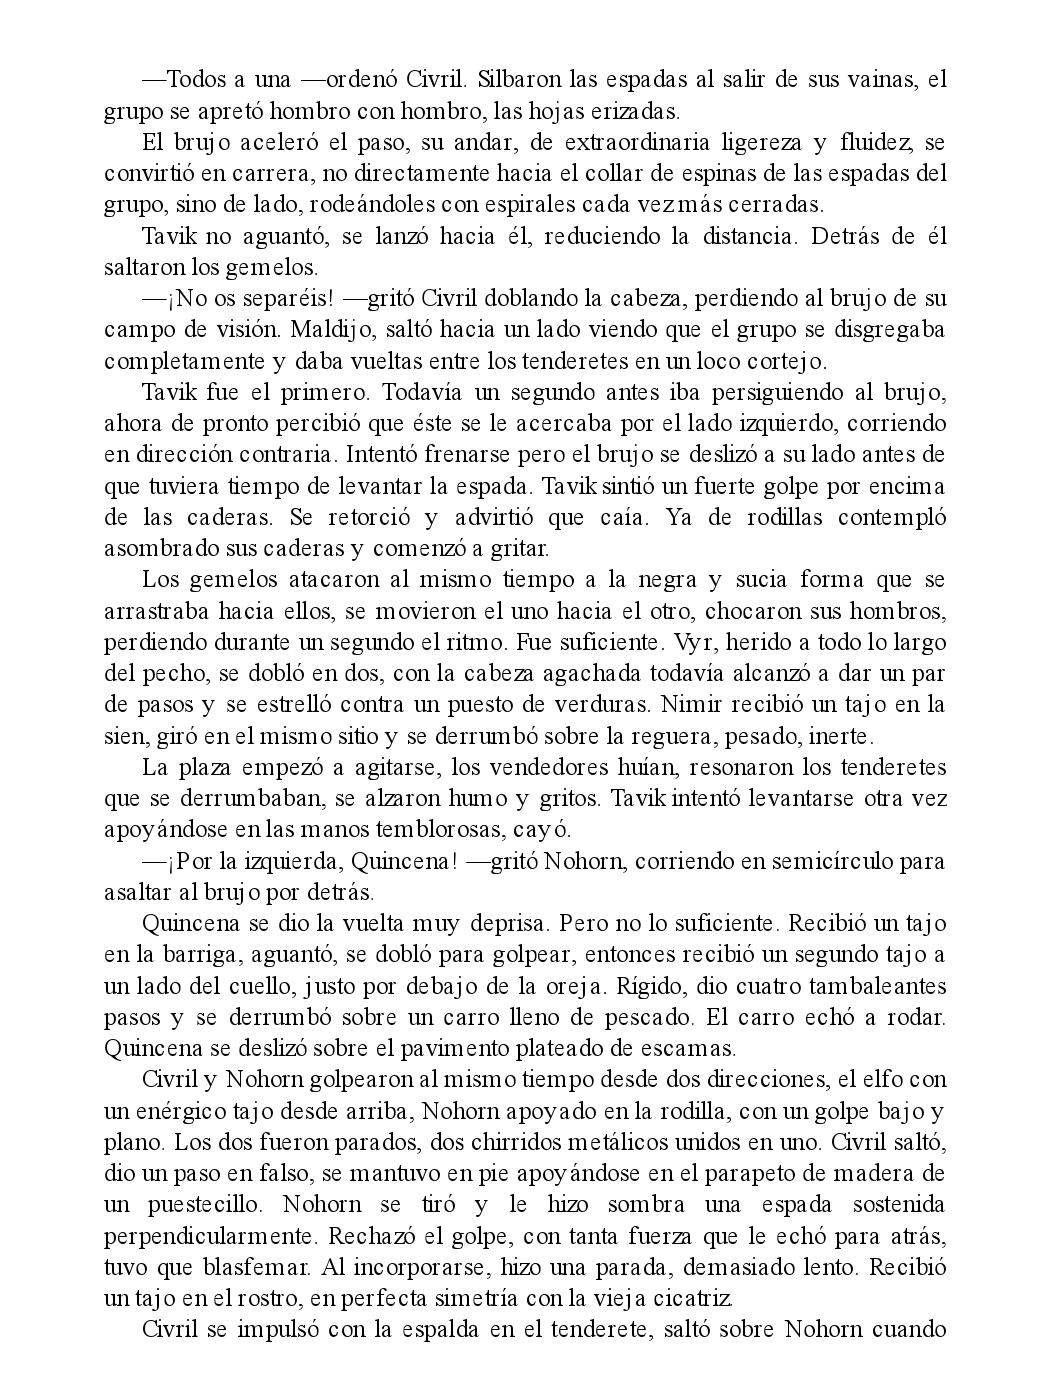 —Todos a una —ordenó Civril. Silbaron las espadas al salir de sus vainas, el
grupo se apretó hombro con hombro, las hojas erizadas.
El brujo aceleró el paso, su andar, de extraordinaria ligereza y fluidez, se
convirtió en carrera, no directamente hacia el collar de espinas de las espadas del
grupo, sino de lado, rodeándoles con espirales cada vez más cerradas.
Tavik no aguantó, se lanzó hacia él, reduciendo la distancia. Detrás de él
saltaron los gemelos.
—¡No os separéis! —gritó Civril doblando la cabeza, perdiendo al brujo de su
campo de visión. Maldijo, saltó hacia un lado viendo que el grupo se disgregaba
completamente y daba vueltas entre los tenderetes en un loco cortejo.
Tavik fue el primero. Todavía un segundo antes iba persiguiendo al brujo,
ahora de pronto percibió que éste se le acercaba por el lado izquierdo, corriendo
en dirección contraria. Intentó frenarse pero el brujo se deslizó a su lado antes de
que tuviera tiempo de levantar la espada. Tavik sintió un fuerte golpe por encima
de las caderas. Se retorció y advirtió que caía. Ya de rodillas contempló
asombrado sus caderas y comenzó a gritar.
Los gemelos atacaron al mismo tiempo a la negra y sucia forma que se
arrastraba hacia ellos, se movieron el uno hacia el otro, chocaron sus hombros,
perdiendo durante un segundo el ritmo. Fue suficiente. Vyr, herido a todo lo largo
del pecho, se dobló en dos, con la cabeza agachada todavía alcanzó a dar un par
de pasos y se estrelló contra un puesto de verduras. Nimir recibió un tajo en la
sien, giró en el mismo sitio y se derrumbó sobre la reguera, pesado, inerte.
La plaza empezó a agitarse, los vendedores huían, resonaron los tenderetes
que se derrumbaban, se alzaron humo y gritos. Tavik intentó levantarse otra vez
apoyándose en las manos temblorosas, cayó.
—¡Por la izquierda, Quincena! —gritó Nohorn, corriendo en semicírculo para
asaltar al brujo por detrás.
Quincena se dio la vuelta muy deprisa. Pero no lo suficiente. Recibió un tajo
en la barriga, aguantó, se dobló para golpear, entonces recibió un segundo tajo a
un lado del cuello, justo por debajo de la oreja. Rígido, dio cuatro tambaleantes
pasos y se derrumbó sobre un carro lleno de pescado. El carro echó a rodar.
Quincena se deslizó sobre el pavimento plateado de escamas.
Civril y Nohorn golpearon al mismo tiempo desde dos direcciones, el elfo con
un enérgico tajo desde arriba, Nohorn apoyado en la rodilla, con un golpe bajo y
plano. Los dos fueron parados, dos chirridos metálicos unidos en uno. Civril saltó,
dio un paso en falso, se mantuvo en pie apoyándose en el parapeto de madera de
un puestecillo. Nohorn se tiró y le hizo sombra una espada sostenida
perpendicularmente. Rechazó el golpe, con tanta fuerza que le echó para atrás,
tuvo que blasfemar. Al incorporarse, hizo una parada, demasiado lento. Recibió
un tajo en el rostro, en perfecta simetría con la vieja cicatriz.
Civril se impulsó con la espalda en el tenderete, saltó sobre Nohorn cuando